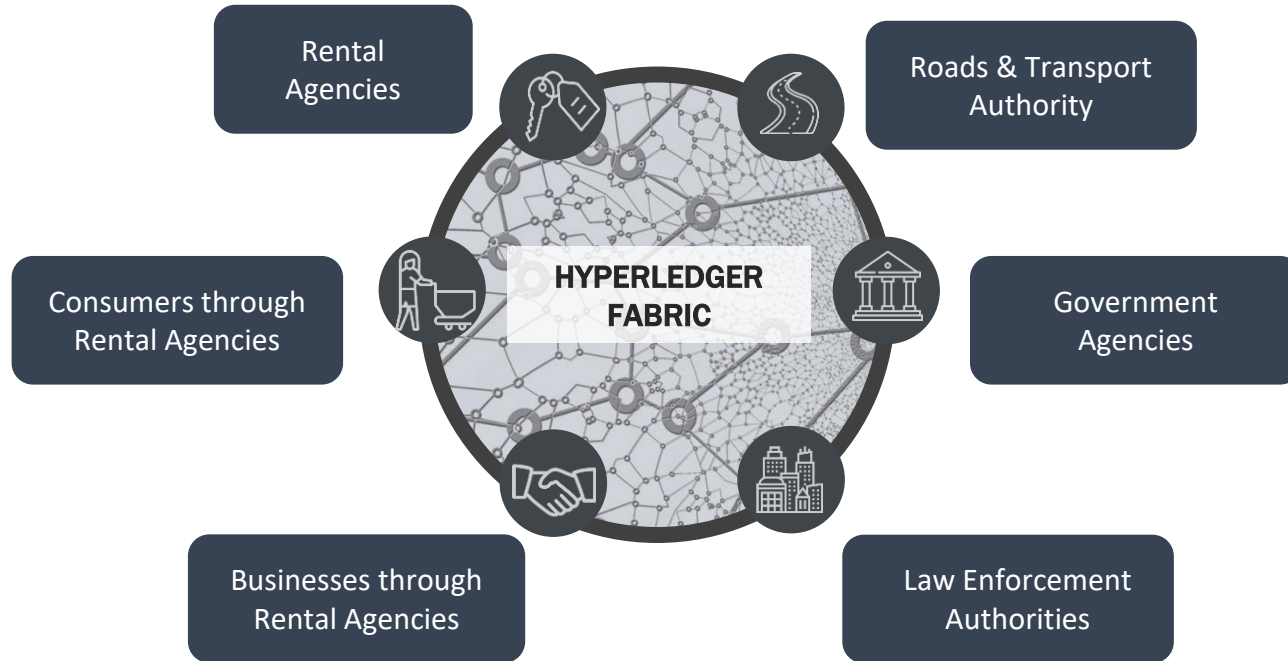 Rental
Agencies
Roads & Transport
Authority
HYPERLEDGER
FABRIC
Consumers through
Rental Agencies
Government
Agencies
Businesses through
Rental Agencies
Law Enforcement
Authorities